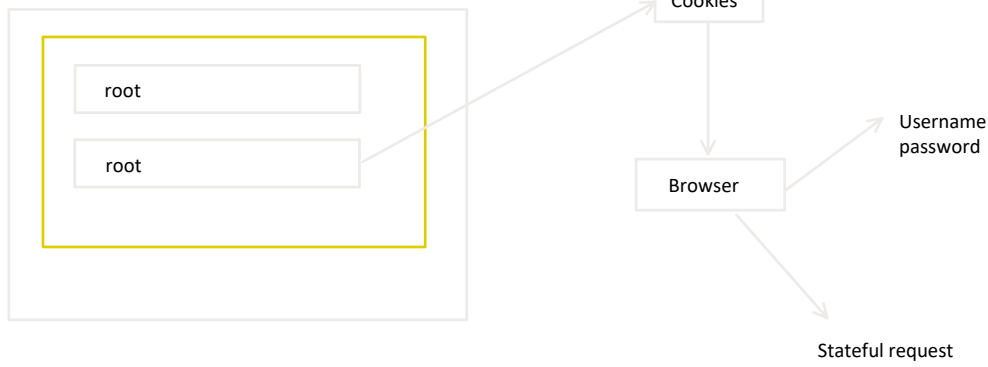 Cookies
root
root
Username
password
Browser
Stateful request